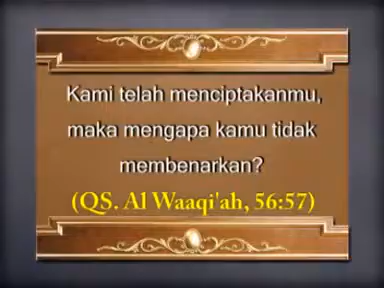 Kami telah menciptakanmu,
maka mengapa kamu tidak
membenarkan?
(QS. Al Waaqi'ah, 56:57)